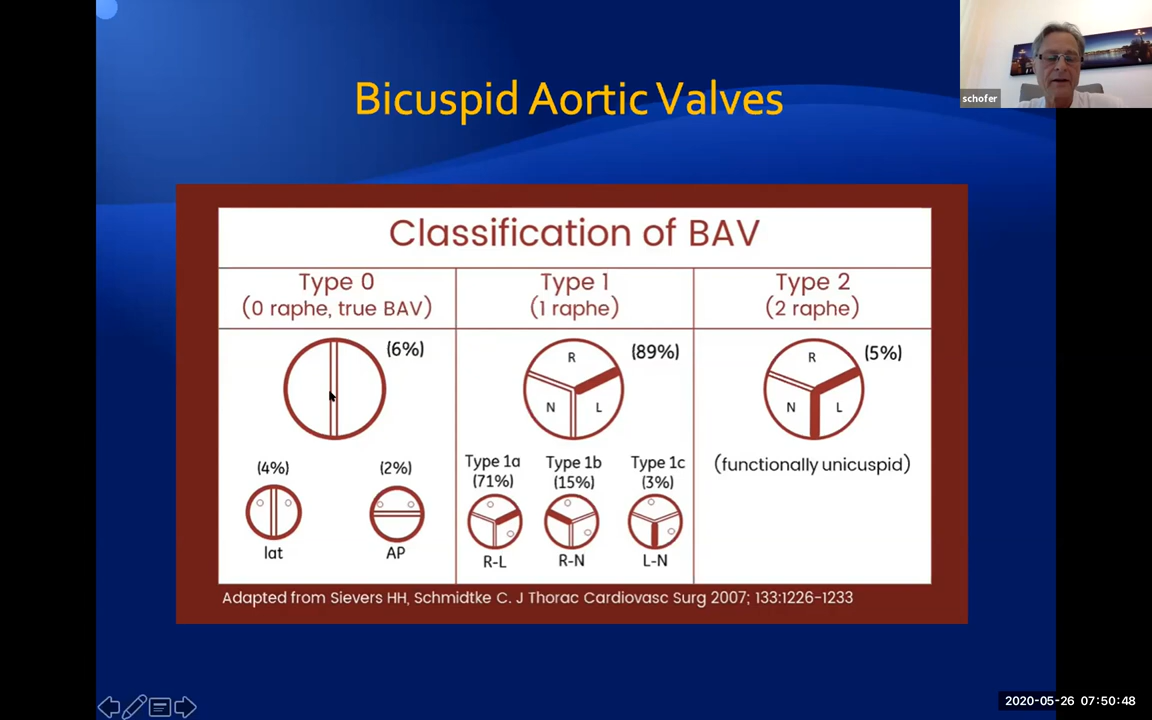 schofer
Bicuspid Aortic Valves
Classification of BAV
Type 0
(0 raphe, true BAV)
Type 1
(1 raphe)
Type 2
(2 raphe)
(6%)
(4%)
(2%)
lat
AP
(89%)
R
N
L
Type 1a
(71%)
R-L
Type 1b
(15%)
R-N
Type 1c
(3%)
L-N
(5%)
R
N
L
(functionally unicuspid)
Adapted from Sievers HH, Schmidtke C. J Thorac Cardiovasc Surg 2007; 133:1226-1233
2020-05-26 07:50:48